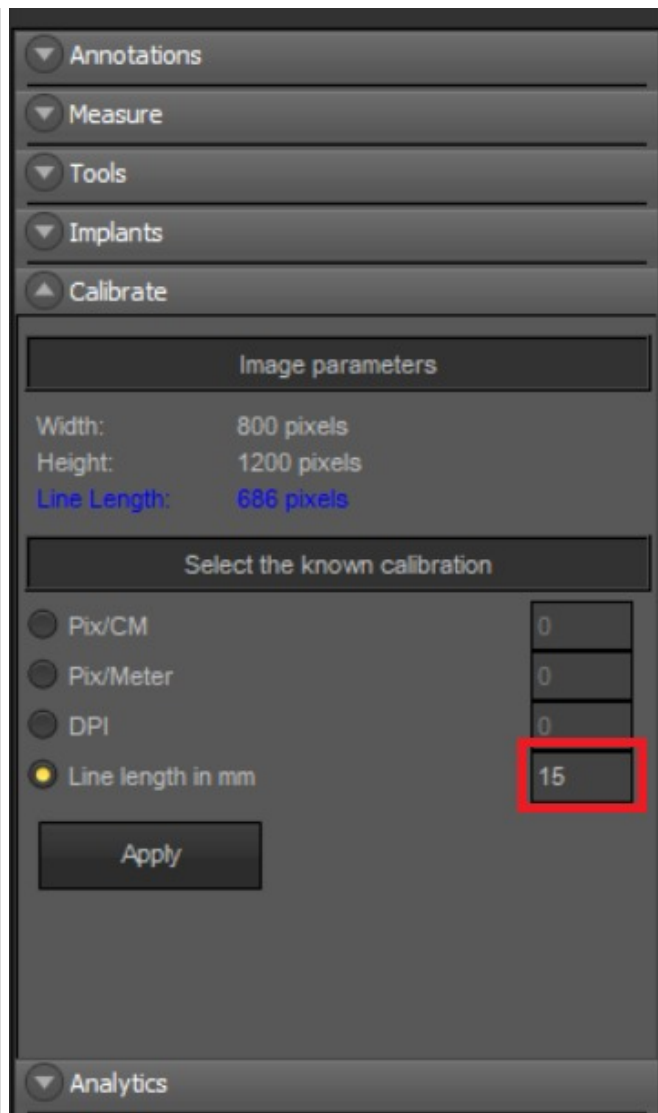 Annotations
Measure
Tools
Implants
Calibrate
Image parameters
Width: 800 pixels
Height: 1200 pixels
Line Length: 686 pixels
Select the known calibration
Pix/CM 0
Pix/Meter 0
DPI 0
Line length in mm 15
Apply
Analytics